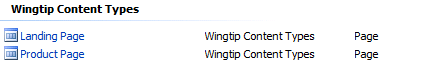 Wingtip Content Types
Landing Page Wingtip Content Types Page
Product Page Wingtip Content Types Page